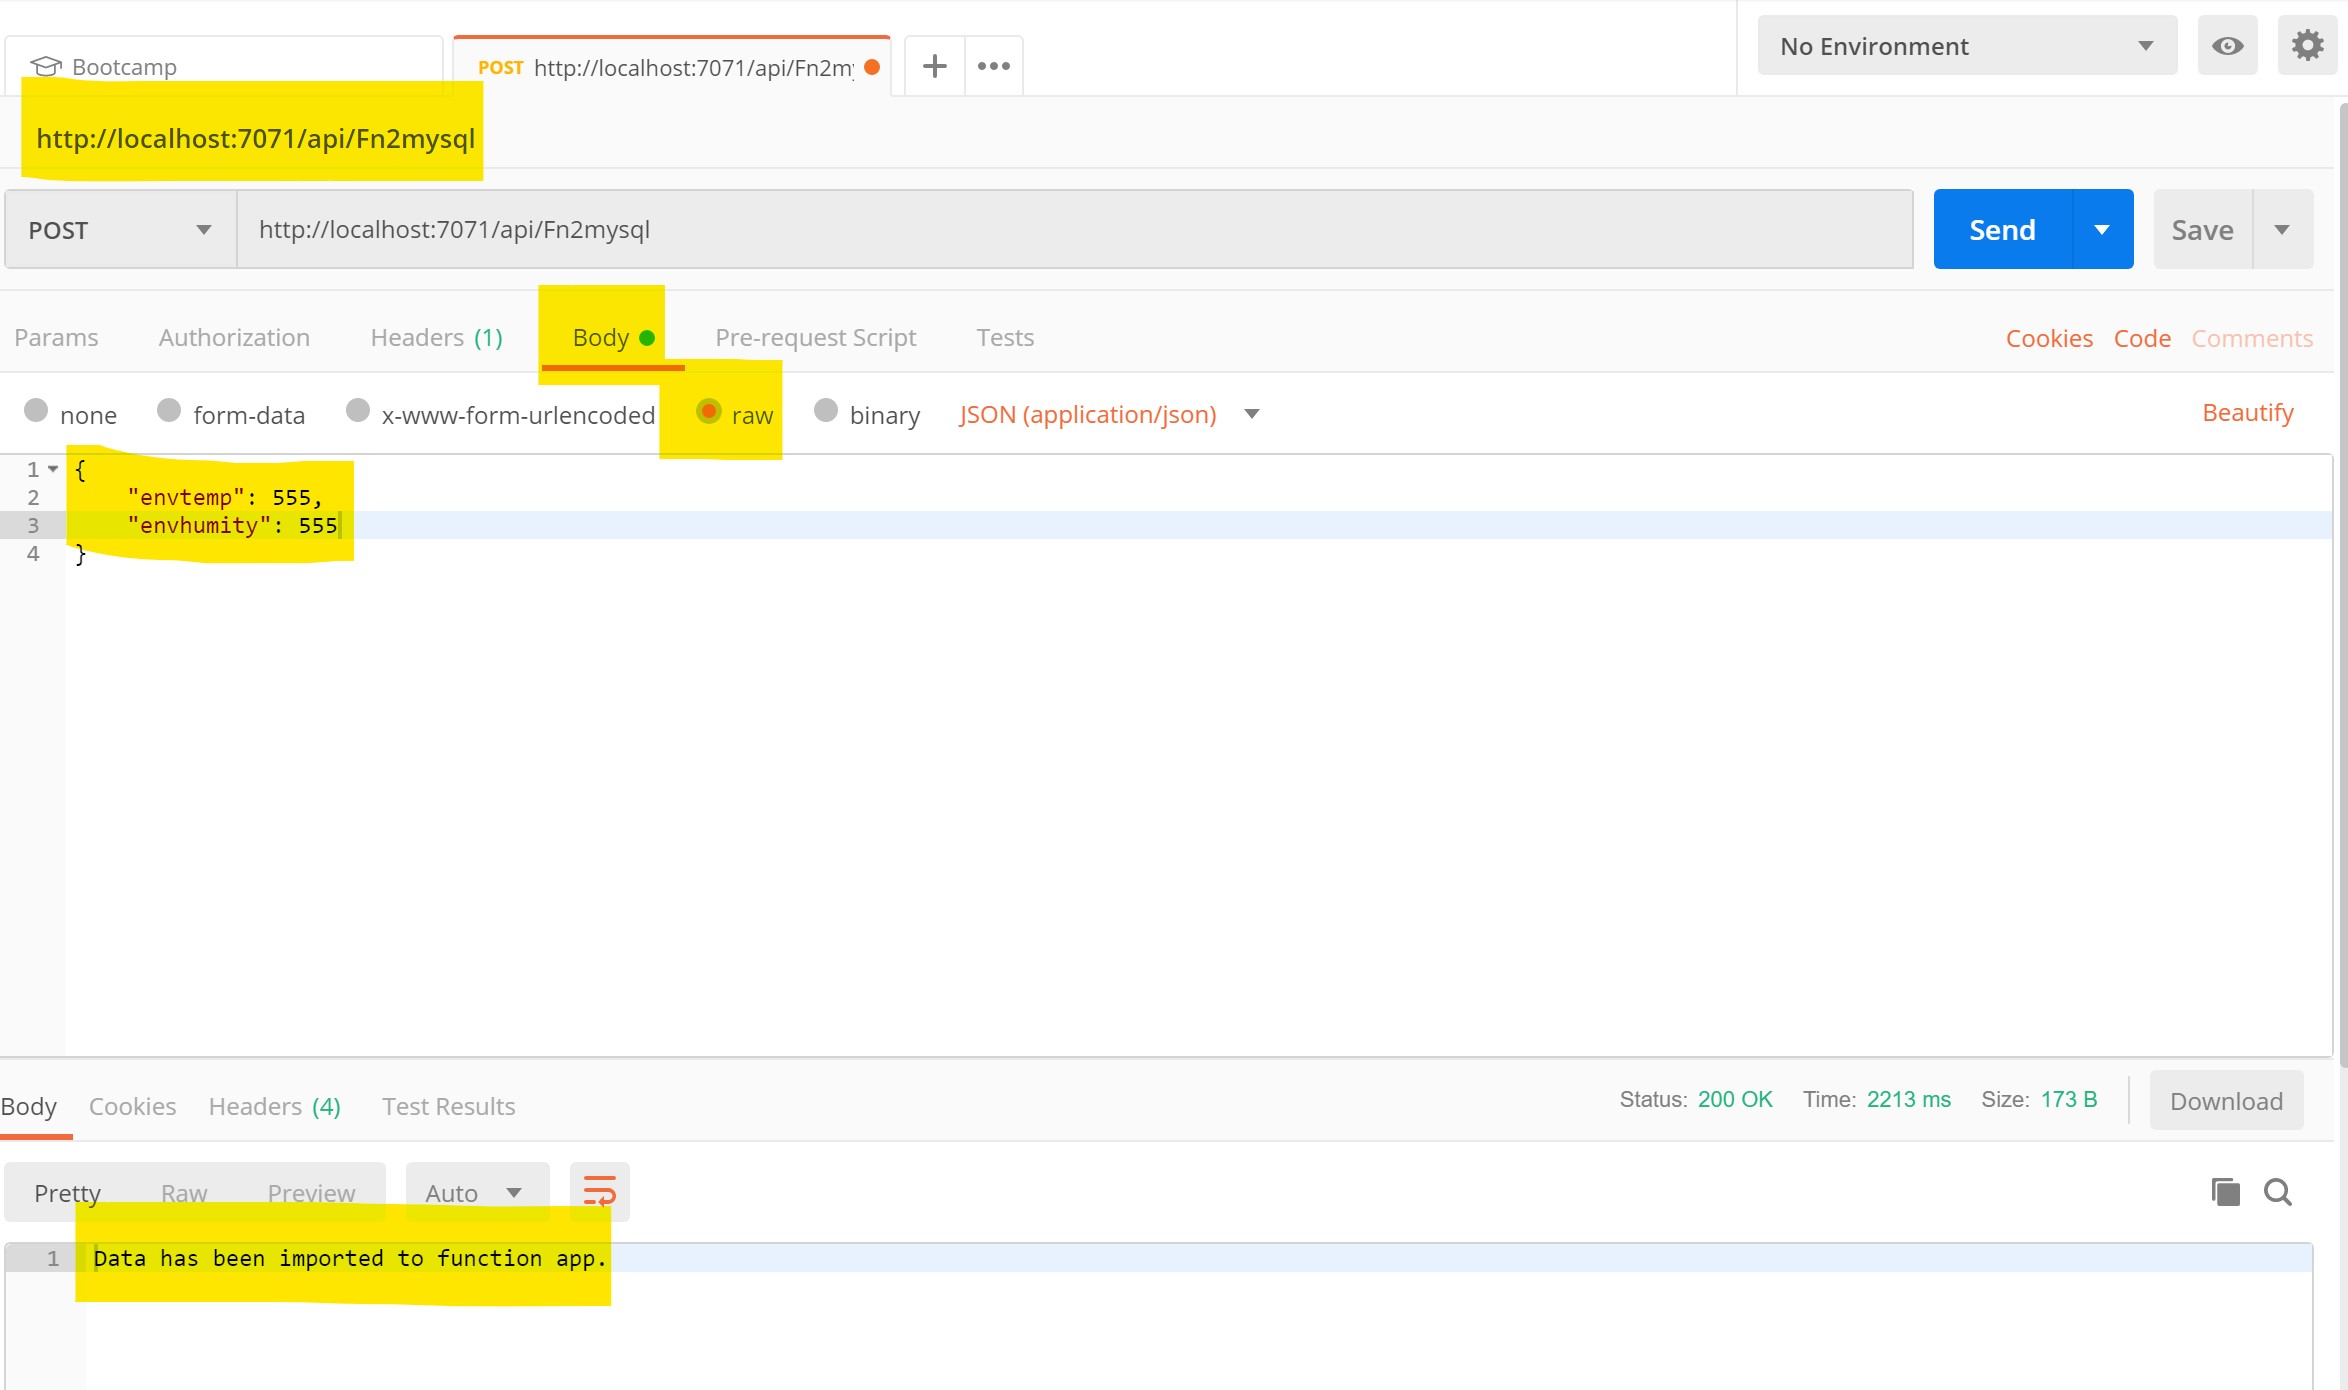 Bootcamp
POST http://localhost:7071/api/Fn2my
No Environment
http://localhost:7071/api/Fn2mysql
POST http://localhost:7071/api/Fn2mysql Send Save
Params Authorization Headers (1) Body Pre-request Script Tests Cookies Code Comments
none form-data x-www-form-urlencoded raw binary JSON (application/json) Beautify
1 {
2 "envtemp": 555,
3 "envhumity": 555
4 }
Body Cookies Headers (4) Test Results Status: 200 OK Time: 2213 ms Size: 173 B Download
Pretty Raw Preview Auto
1 Data has been imported to function app.